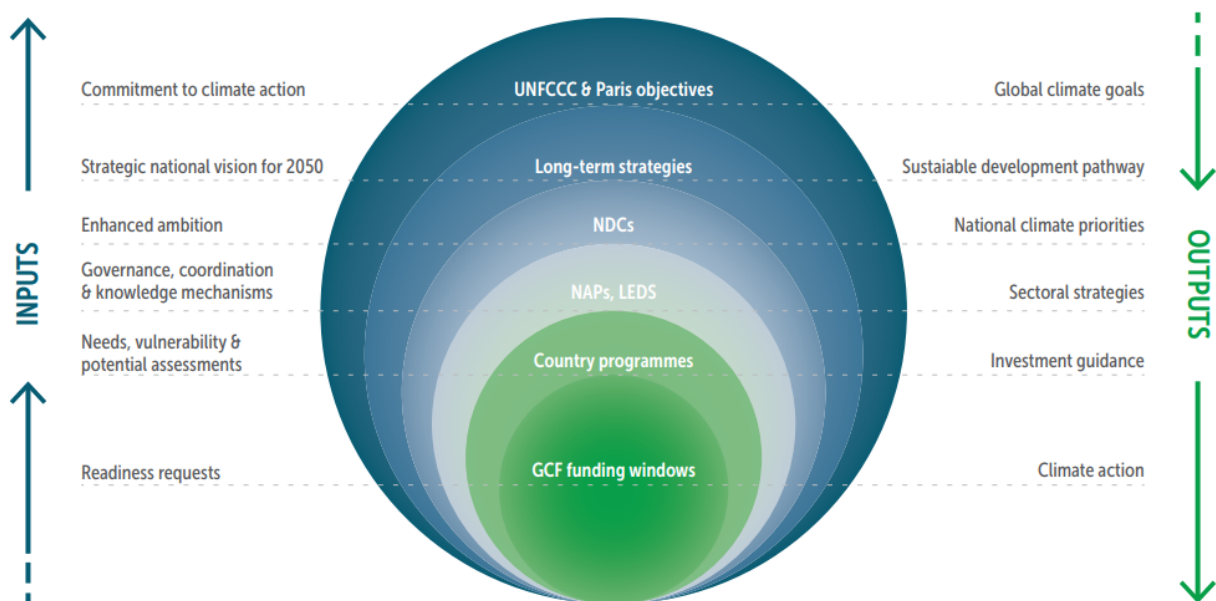 Commitment to climate action
UNFCCC & Paris objectives
Global climate goals
Strategic national vision for 2050
Long-term strategies
Sustaiable development pathway
Enhanced ambition
NDCs
National climate priorities
Governance, coordination
& knowledge mechanisms
NAPs, LEDS
Sectoral strategies
Needs, vulnerability &
potential assessments
Country programmes
Investment guidance
Readiness requests
GCF funding windows
Climate action
INPUTS
OUTPUTS